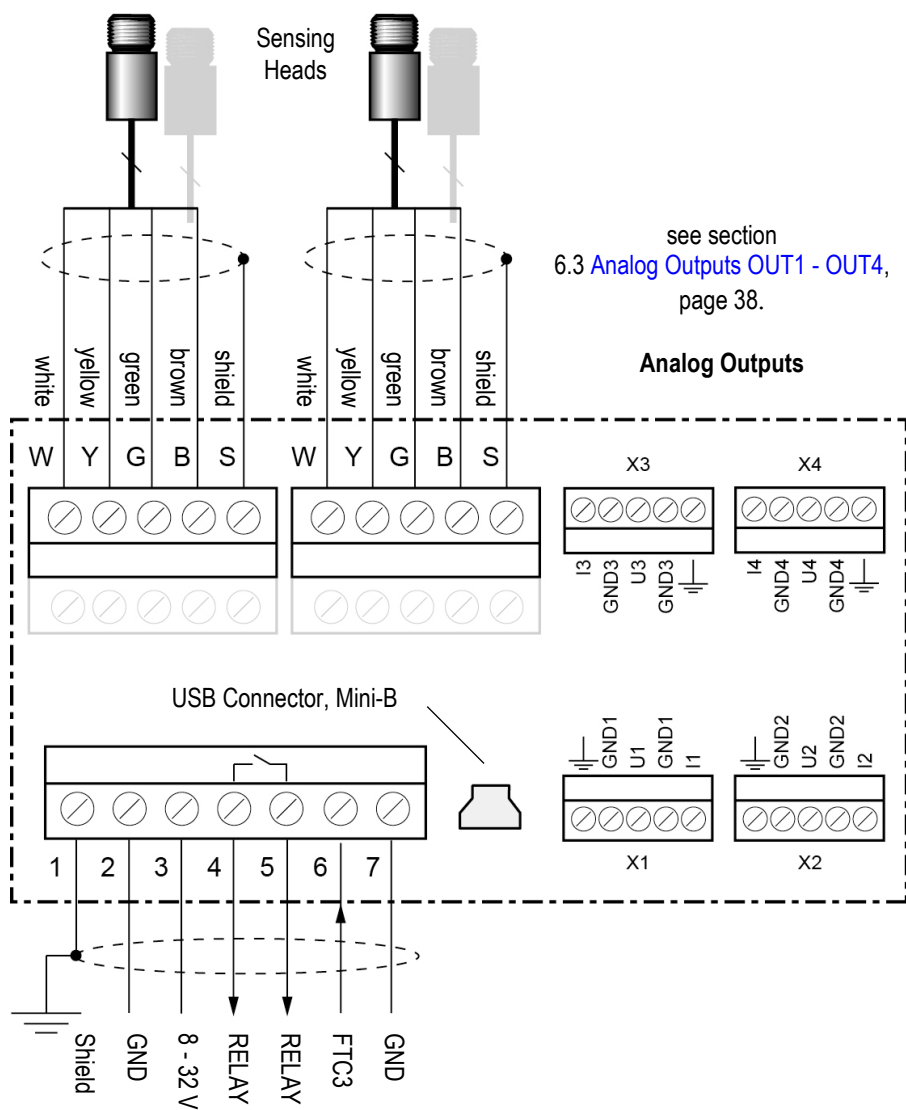 Sensing
Heads
see section
6.3 Analog Outputs OUT1 - OUT4,
page 38.
Analog Outputs
white yellow green brown shield
white yellow green brown shield
W Y G B S
W Y G B S
X3
I3 GND3 U3 GND3
X4
I4 GND4 U4 GND4
USB Connector, Mini-B
GND1 U1 GND1 I1
X1
GND2 U2 GND2 I2
X2
1 2 3 4 5 6 7
Shield GND 8 - 32 V RELAY RELAY FTC3 GND